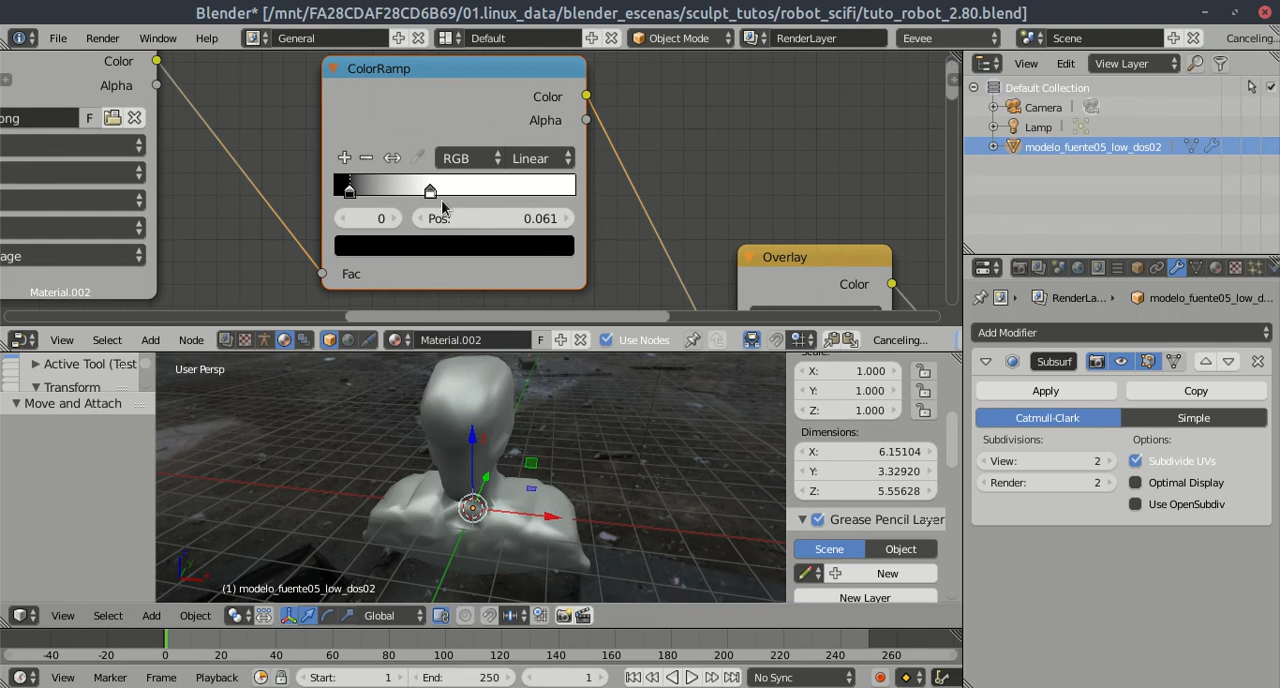 Blender* [/mnt/FA28CDAF28CD6B69/01.linux_data/blender_escenas/sculpt_tutos/robot_scifi/tuto_robot_2.80.blend]
File Render Window Help General Default Object Mode RenderLayer Eevee Scene Canceling...
Color
Alpha
ong F
age
Material.002
ColorRamp
Color
Alpha
RGB Linear
0 Pos: 0.061
Fac
Overlay
Color
View Edit View Layer
Default Collection
Camera
Lamp
modelo_fuente05_low_dos02
RenderLa... modelo_fuente05_low_d...
Add Modifier
Subsurf
Apply Copy
Catmull-Clark Simple
Subdivisions: Options:
View: 2 Subdivide UVs
Render: 2 Optimal Display
Use OpenSubdiv
View Select Add Node Material.002 F Use Nodes Canceling...
Active Tool (Test
Transform
Move and Attach
User Persp
(1) modelo_fuente05_low_dos02
X: 1.000
Y: 1.000
Z: 1.000
Dimensions:
X: 6.15104
Y: 3.32920
Z: 5.55628
Grease Pencil Layer
Scene Object
New
New Layer
View Select Add Object Global
-40 -20 0 20 40 60 80 100 120 140 160 180 200 220 240 260
View Marker Frame Playback Start: 1 End: 250 1 No Sync